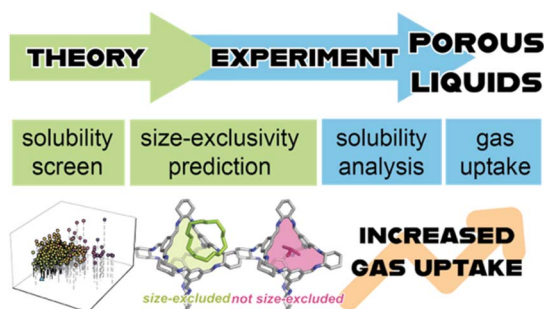 THEORY EXPERIMENT POROUS
LIQUIDS
solubility
screen
size-exclusivity
prediction
solubility
analysis
gas
uptake
size-excluded not size-excluded
INCREASED
GAS UPTAKE